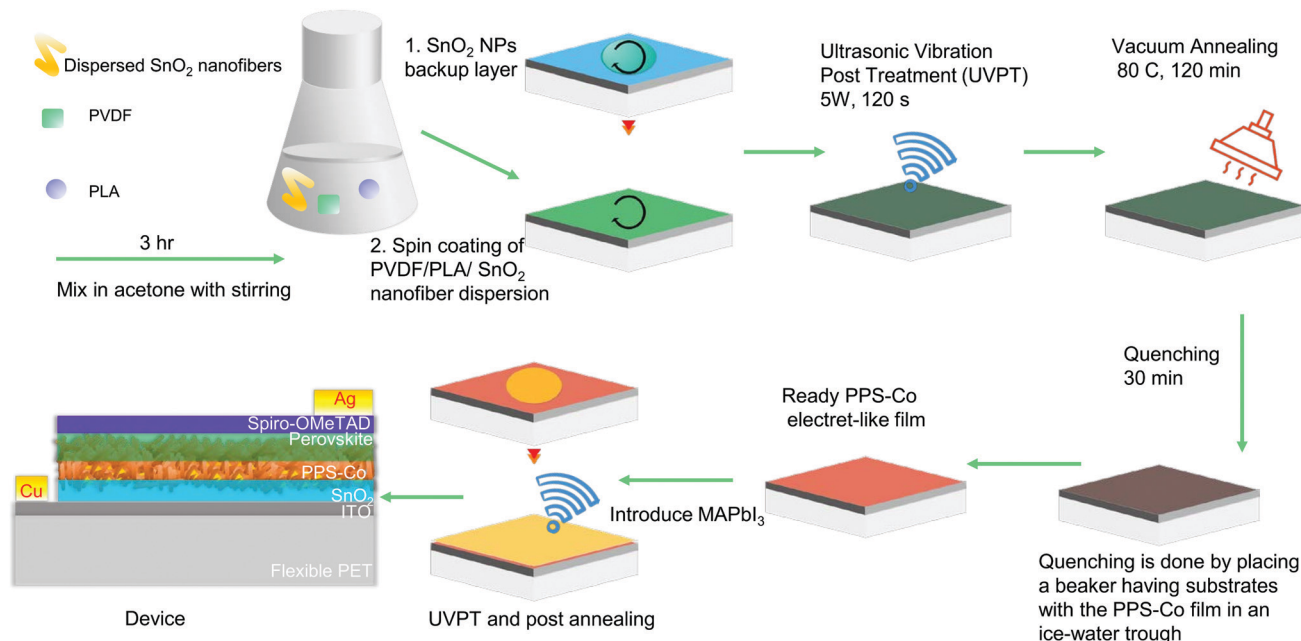 Dispersed SnO₂ nanofibers
PVDF
PLA
3 hr
Mix in acetone with stirring
1. SnO₂ NPs
backup layer
2. Spin coating of
PVDF/PLA/ SnO₂
nanofiber dispersion
Ultrasonic Vibration
Post Treatment (UVPT)
5W, 120 s
Vacuum Annealing
80 C, 120 min
Quenching
30 min
Quenching is done by placing
a beaker having substrates
with the PPS-Co film in an
ice-water trough
Ready PPS-Co
electret-like film
Introduce MAPbI₃
UVPT and post annealing
Ag
Spiro-OMeTAD
Perovskite
PPS-Co
Cu
SnO₂
ITO
Flexible PET
Device